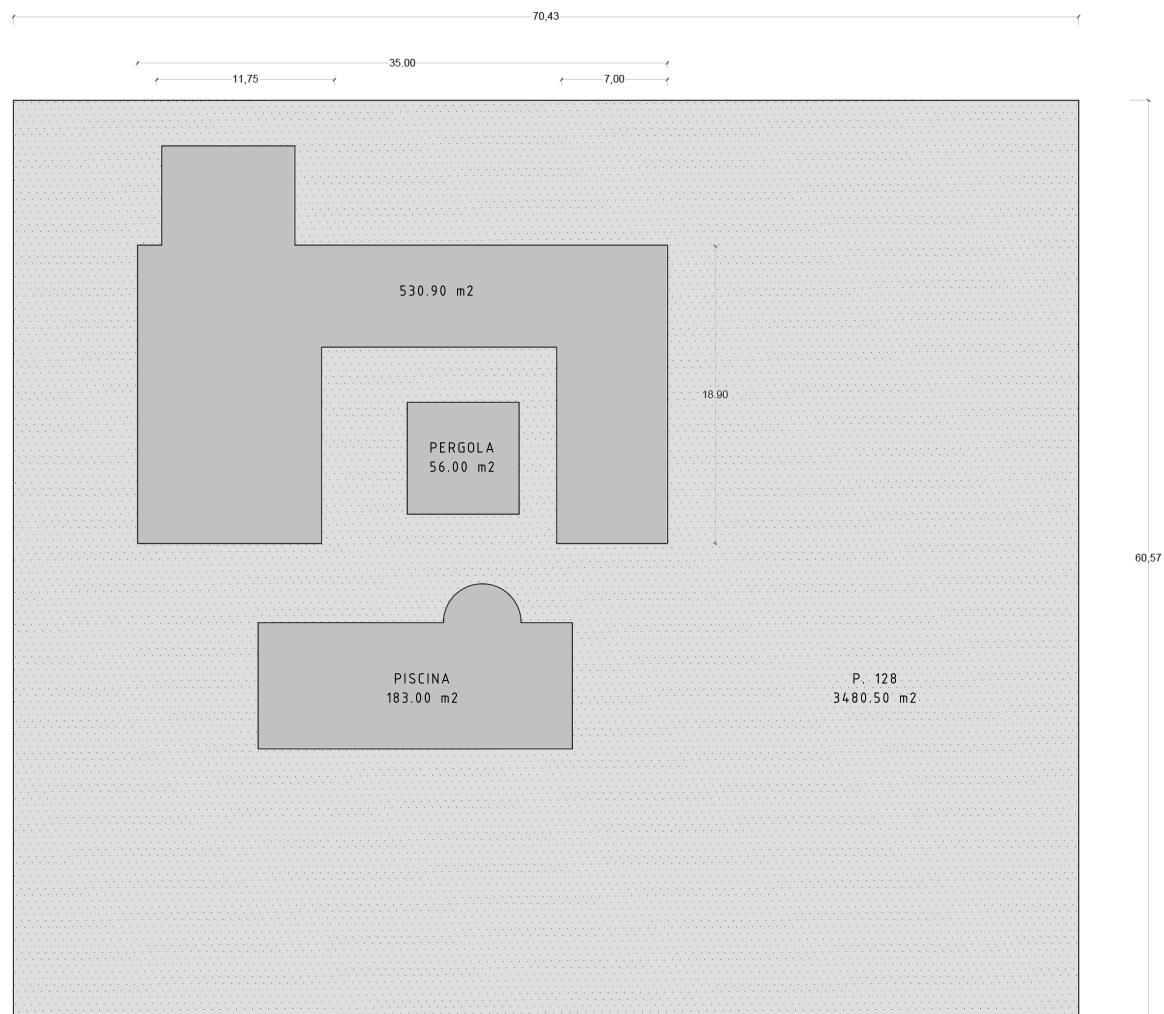 70,43
35.00
11,75
7,00
530.90 m2
18.90
PERGOLA
56.00 m2
60,57
PISCINA
183.00 m2
P. 128
3480.50 m2